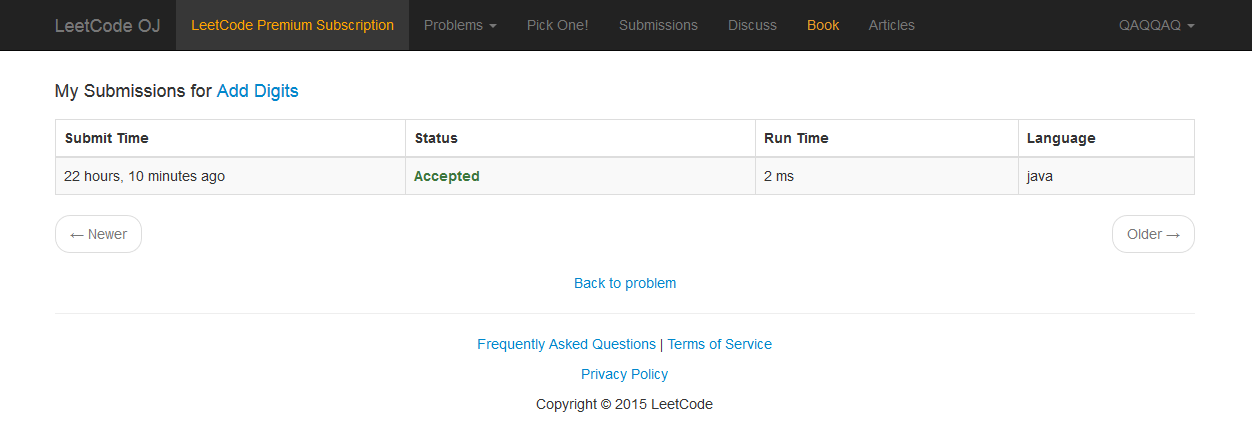 LeetCode OJ LeetCode Premium Subscription Problems Pick One! Submissions Discuss Book Articles QAQQAQ
My Submissions for Add Digits
Submit Time Status Run Time Language
22 hours, 10 minutes ago Accepted 2 ms java
← Newer Older →
Back to problem
Frequently Asked Questions | Terms of Service
Privacy Policy
Copyright © 2015 LeetCode